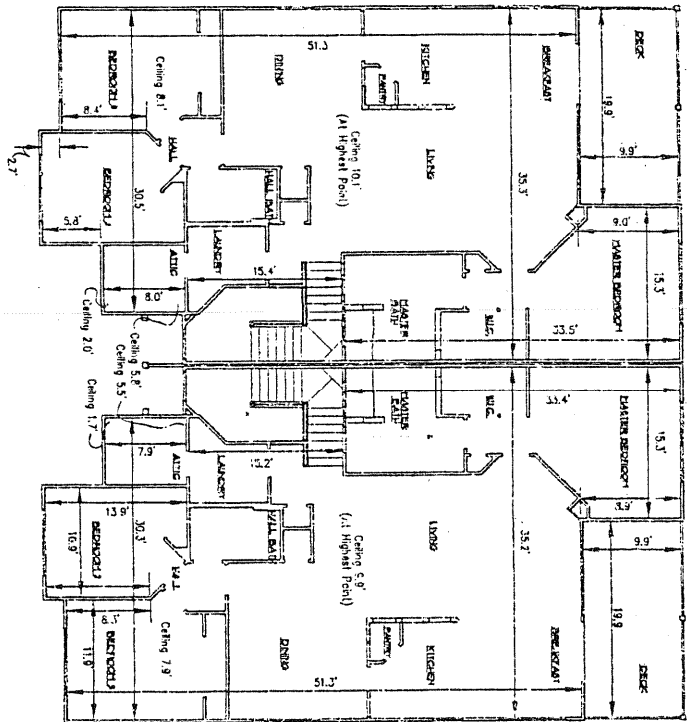 51.3
BEDROOM
DINING
KITCHEN
BREAKFAST
DECK
Ceiling 8.1'
PANTRY
19.9'
8.4'
9.9'
HALL
Ceiling 10.1'
(At Highest Point)
LIVING
35.3'
2.7'
30.5'
BEDROOM
HALL BATH
5.8'
9.0'
ATTIC
LAUNDRY
15.4'
MASTER BEDROOM
15.3'
8.0'
MASTER
BATH
W.I.C.
33.5'
Ceiling 2.0'
Ceiling 5.8'
Ceiling 5.5'
Ceiling 1.7'
MASTER
BATH
33.4'
MASTER BEDROOM
15.3'
7.9'
15.2'
ATTIC
LAUNDRY
8.9'
13.9'
9.9'
10.9'
30.3'
BEDROOM
Ceiling 9.9'
(At Highest Point)
LIVING
35.2'
8.3'
Ceiling 7.9'
PANTRY
19.9
11.9'
BEDROOM
DINING
KITCHEN
BREAKFAST
DECK
51.3'